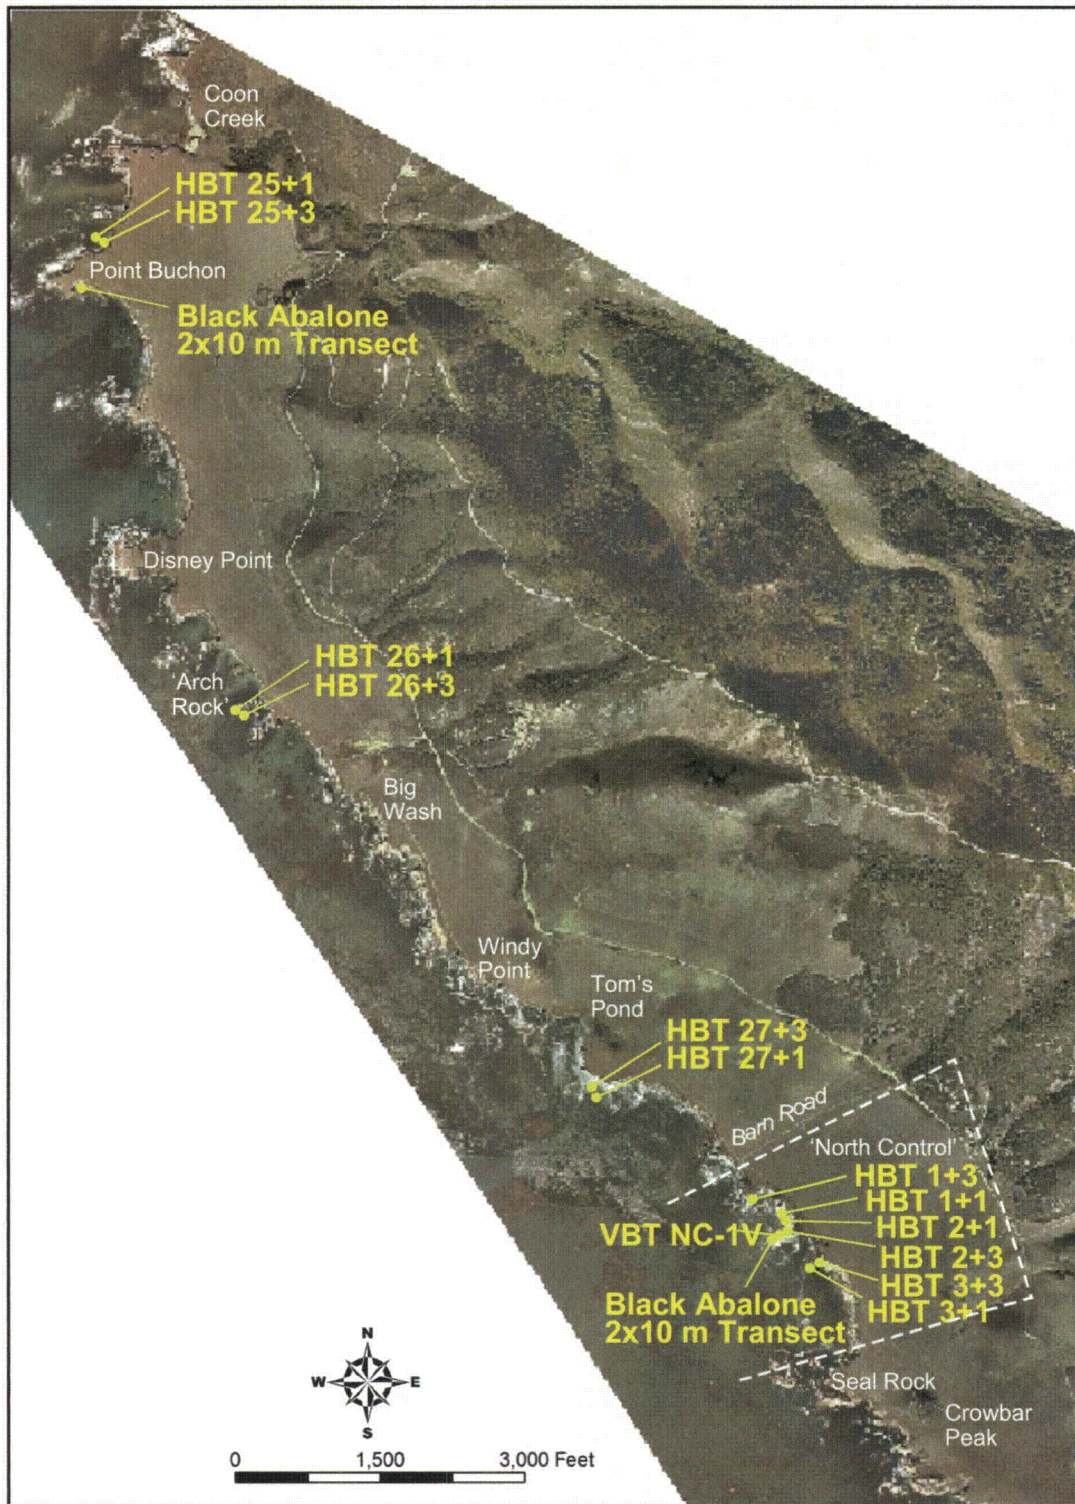 Coon
Creek
HBT 25+1
HBT 25+3
Point Buchon
Black Abalone
2x10 m Transect
Disney Point
HBT 26+1
HBT 26+3
'Arch
Rock'
Big
Wash
Windy
Point
Tom's
Pond
HBT 27+3
HBT 27+1
Barn Road
'North Control'
HBT 1+3
HBT 1+1
HBT 2+1
VBT NC-1V
HBT 2+3
HBT 3+3
HBT 3+1
Black Abalone
2x10 m Transect
Seal Rock
Crowbar
Peak
N
W E
S
0 1,500 3,000 Feet